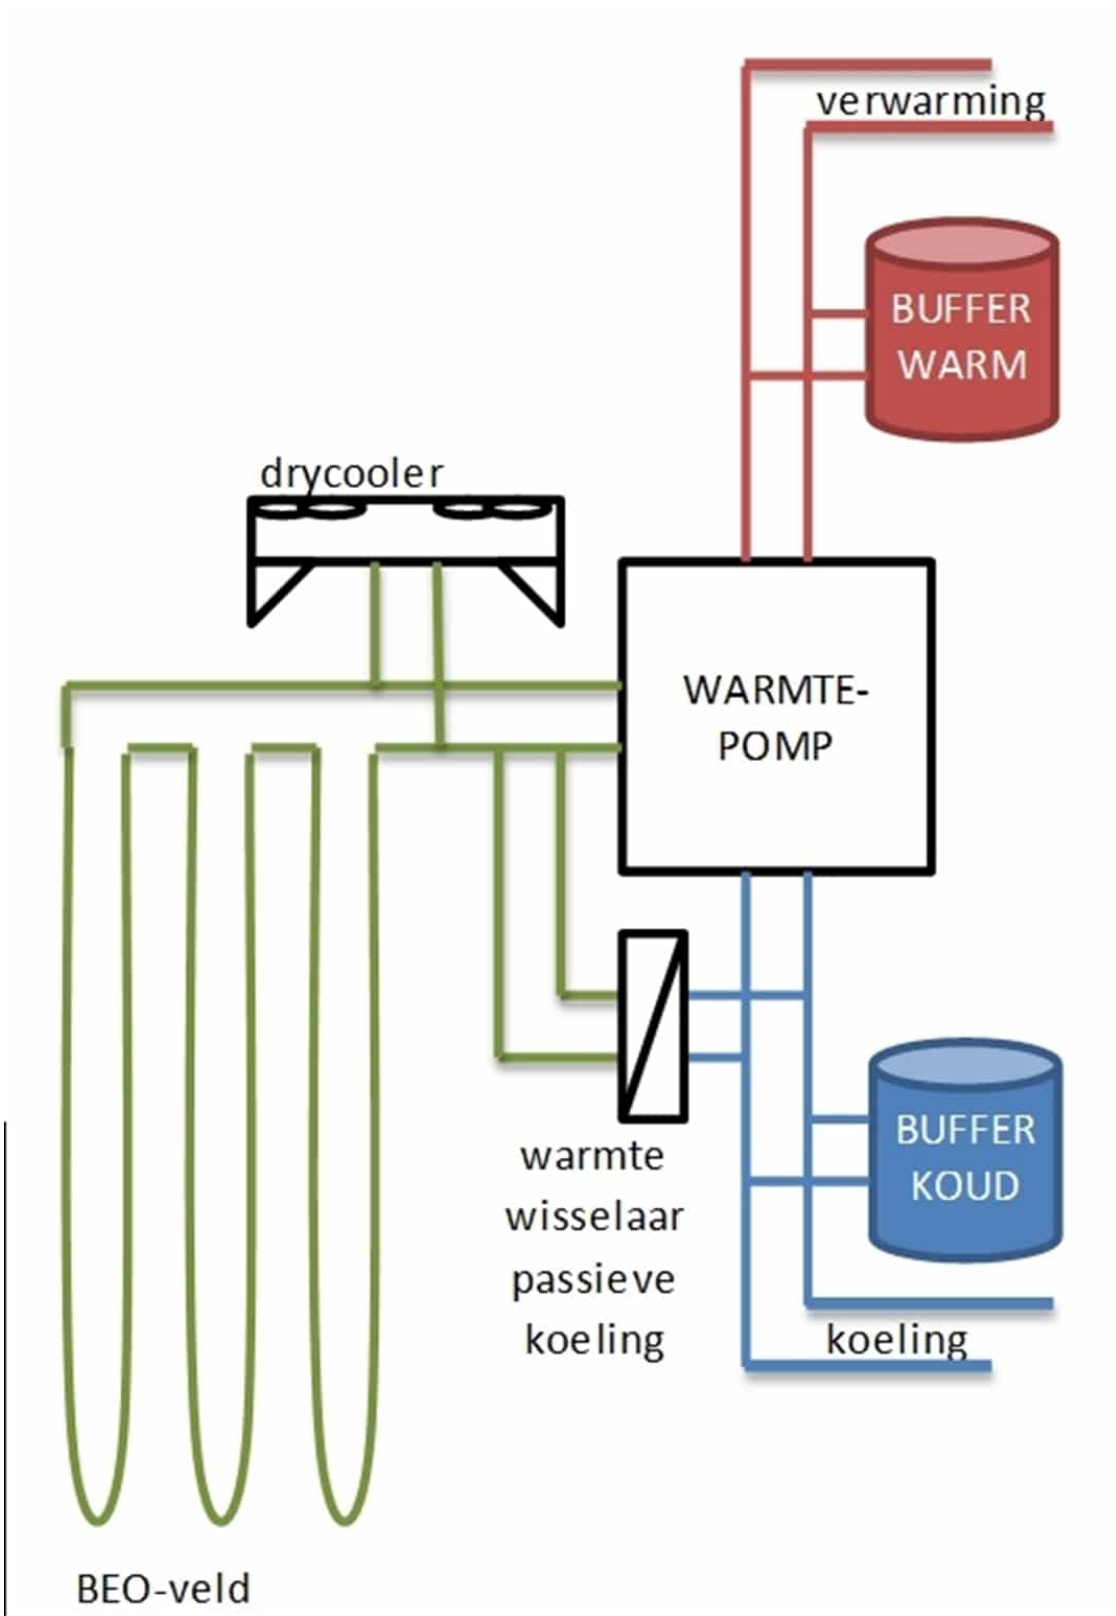 verwarming
BUFFER
WARM
drycooler
WARMTE-
POMP
BUFFER
KOUD
warmte
wisselaar
passieve
koeling
koeling
BEO-veld